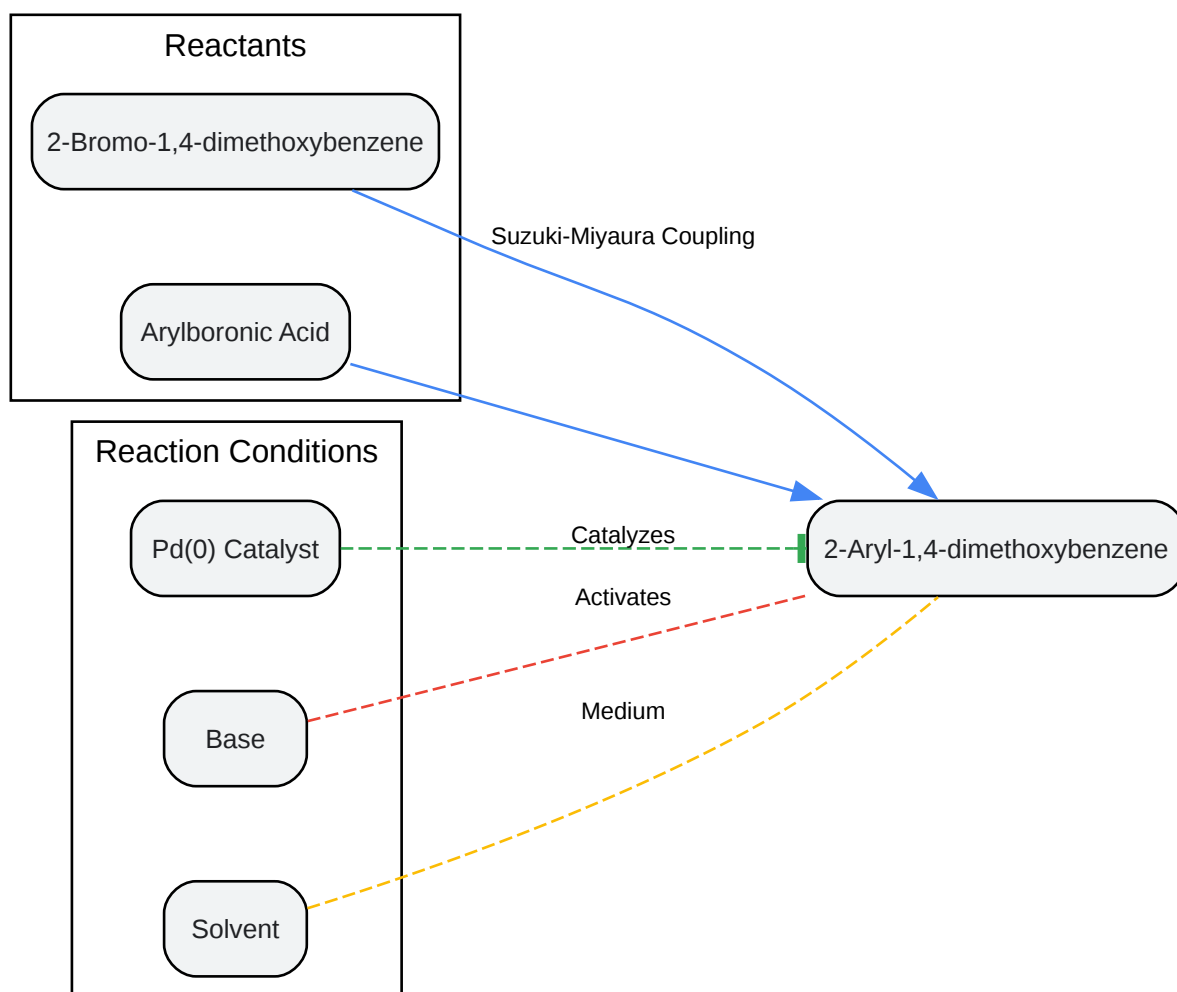 Reactants
2-Bromo-1,4-dimethoxybenzene
Suzuki-Miyaura Coupling
Arylboronic Acid
Reaction Conditions
Pd(0) Catalyst
Catalyzes
2-Aryl-1,4-dimethoxybenzene
Activates
Base
Medium
Solvent